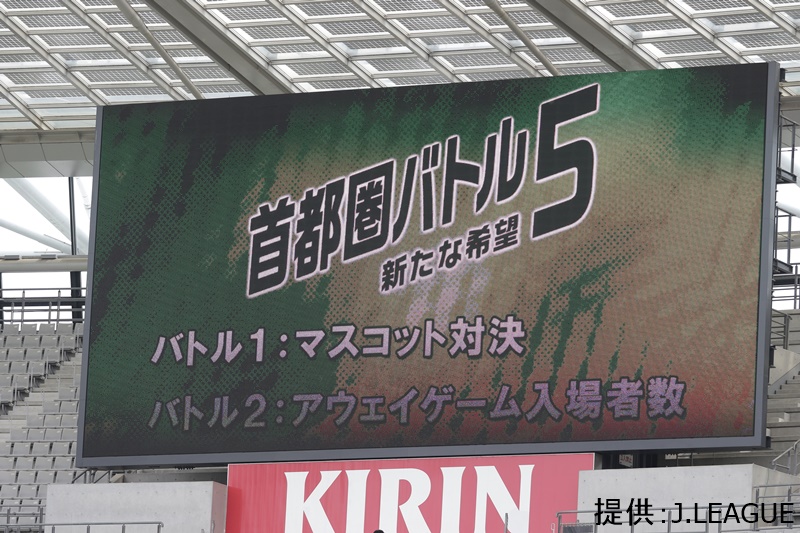 首都圏バトル5
新たな希望
バトル1:マスコット対決
バトル2:アウェイゲーム入場者数
KIRIN
提供:J.LEAGUE